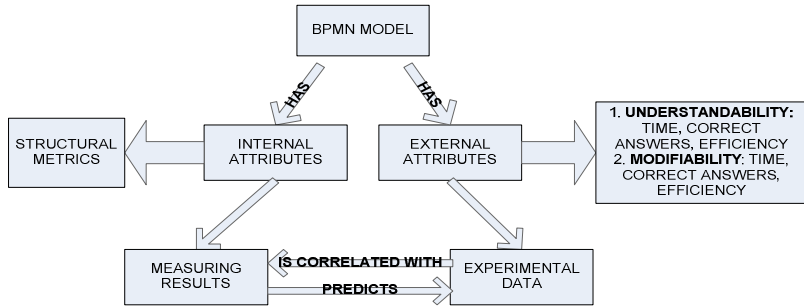 BPMN MODEL
HAS
HAS
STRUCTURAL
METRICS
INTERNAL
ATTRIBUTES
EXTERNAL
ATTRIBUTES
1. UNDERSTANDABILITY:
TIME, CORRECT
ANSWERS, EFFICIENCY
2. MODIFIABILITY: TIME,
CORRECT ANSWERS,
EFFICIENCY
MEASURING
RESULTS
IS CORRELATED WITH
PREDICTS
EXPERIMENTAL
DATA